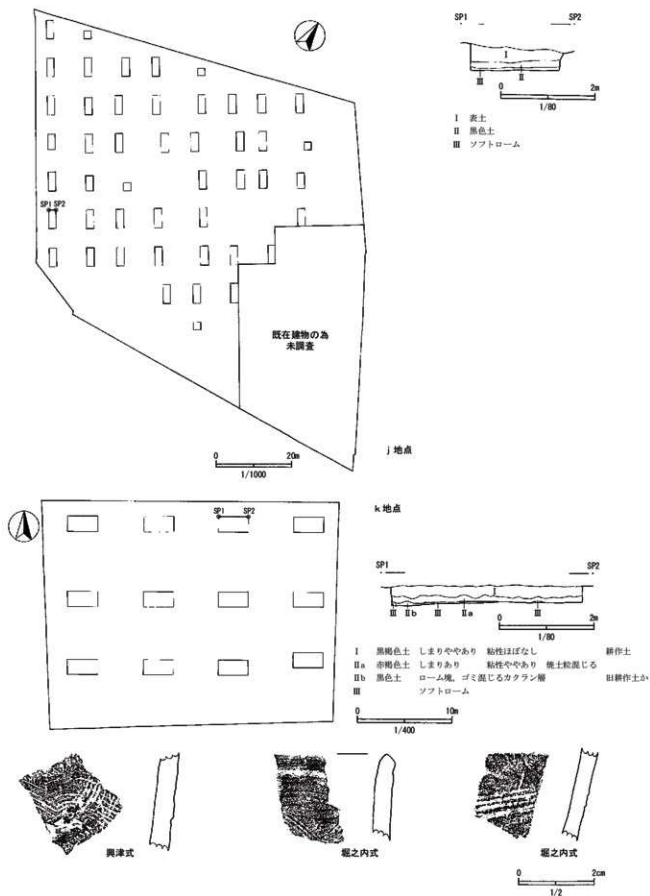 SP1 SP2
I
III II
0 2m
1/80
I 表土
II 黒色土
III ソフトローム
SP1 SP2
既在建物の為
未調査
0 20m
1/1000
j 地点
k 地点
SP1 SP2
SP1 SP2
I
III IIb III IIa III
0 2m
1/80
I 黒褐色土 しまりややあり 粘性ほぼなし 耕作土
IIa 赤褐色土 しまりあり 粘性ややあり 焼土粒混じる
IIb 黒色土 ローム塊、ゴミ混じるカクラン層 旧耕作土か
III ソフトローム
0 10m
1/400
興津式
堀之内式
堀之内式
0 2cm
1/2